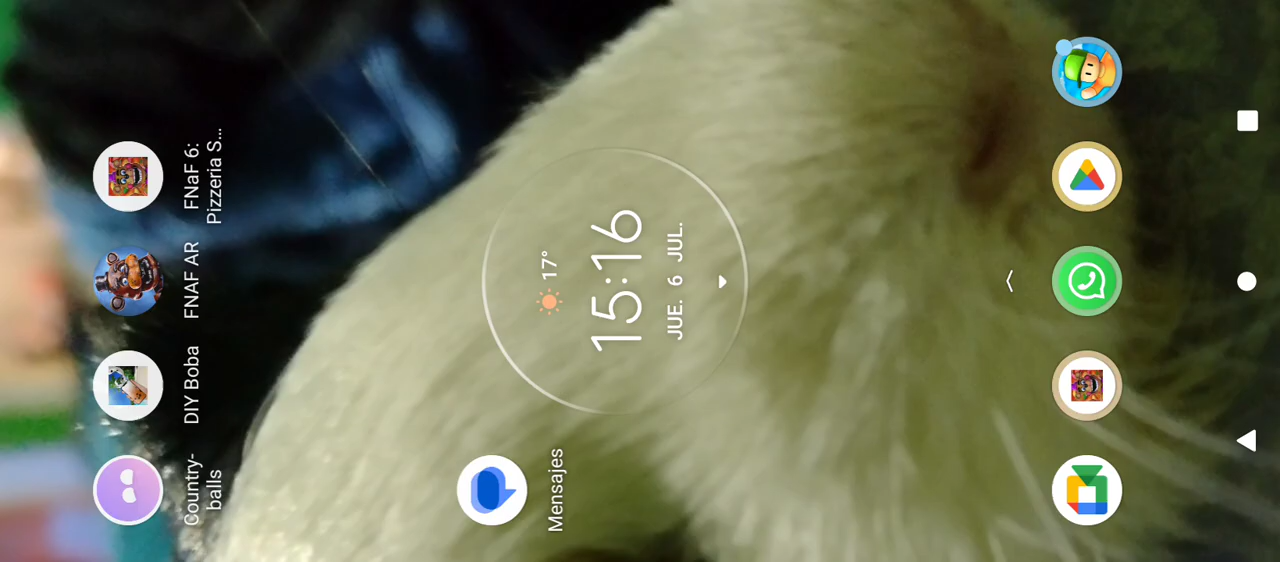 Country-
balls
DIY Boba
FNAF AR
FNaF 6:
Pizzeria S...
17°
15:16
JUE. 6 JUL.
Mensajes